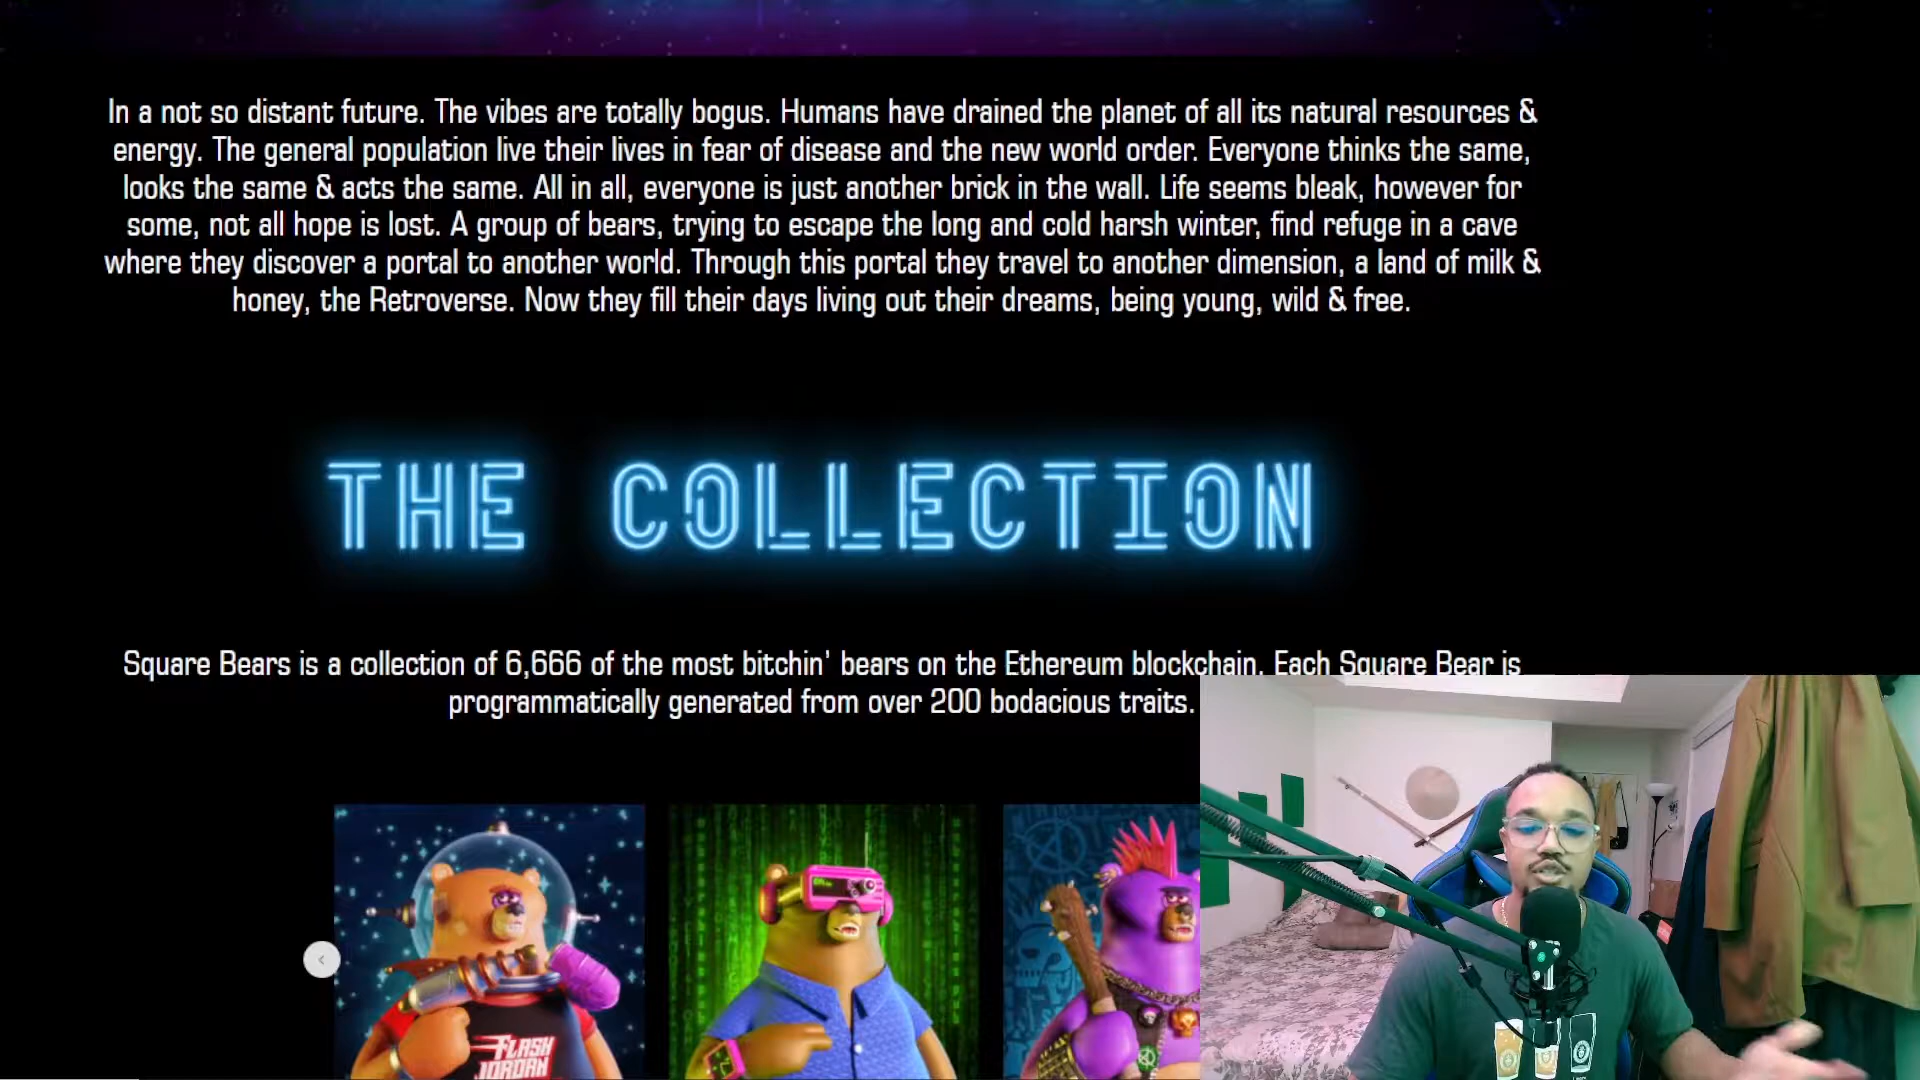 In a not so distant future. The vibes are totally bogus. Humans have drained the planet of all its natural resources &
energy. The general population live their lives in fear of disease and the new world order. Everyone thinks the same,
looks the same & acts the same. All in all, everyone is just another brick in the wall. Life seems bleak, however for
some, not all hope is lost. A group of bears, trying to escape the long and cold harsh winter, find refuge in a cave
where they discover a portal to another world. Through this portal they travel to another dimension, a land of milk &
honey, the Retroverse. Now they fill their days living out their dreams, being young, wild & free.
THE COLLECTION
Square Bears is a collection of 6,666 of the most bitchin' bears on the Ethereum blockchain. Each Square Bear is
programmatically generated from over 200 bodacious traits.
FLASH
JORDAN